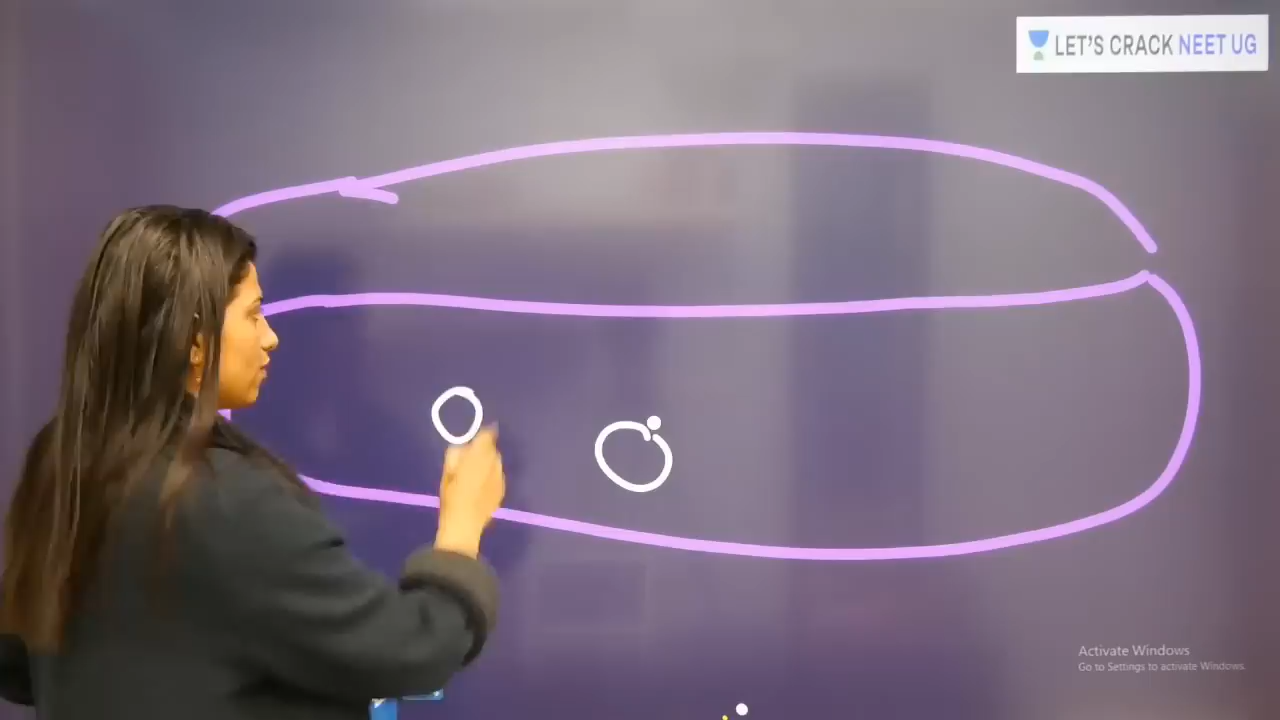 LET'S CRACK NEET UG
Activate Windows
Go to Settings to activate Windows.